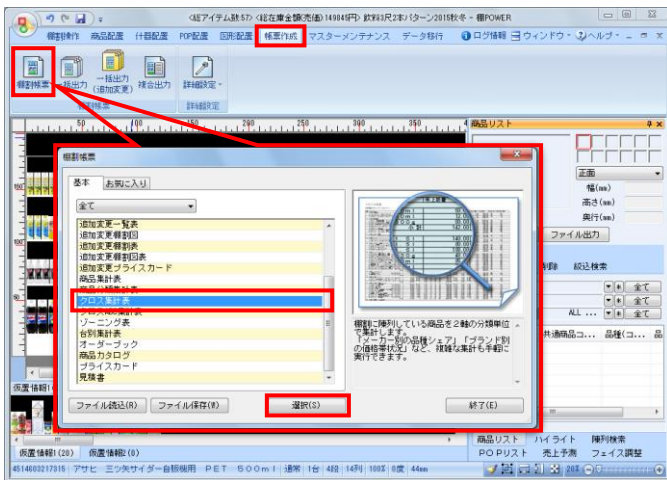 <総アイテム数 57> <総在庫金額(売価) 149845円> 飲料3尺2本パターン2015秋冬 - 棚POWER
棚割操作 商品配置 什器配置 POP配置 図形配置 帳票作成 マスターメンテナンス データ移行 ログ情報 ウィンドウ ヘルプ
棚割帳票 一括出力 一括出力(追加変更) 複合出力 詳細設定
詳細設定
50 100 150 200 250 300 350 4
商品リスト
棚割帳票
基本 お気に入り
全て
追加変更一覧表
追加変更棚割図
追加変更棚割表
追加変更棚割図表
追加変更プライスカード
商品集計表
クロス集計表
ゾーニング表
台別集計表
オーダーブック
商品カタログ
プライスカード
見積書
棚割に陳列している商品を2軸の分類単位
で集計します。
「メーカー別の品種シェア」「ブランド別
の価格帯状況」など、複雑な集計も手軽に
実行できます。
ファイル読込(R) ファイル保存(W) 選択(S) 終了(E)
正面
幅(mm)
高さ(mm)
奥行(mm)
ファイル出力
削除 絞込検索
全て
全て
ALL ... 全て
共通商品コ... 品種(コ... 品
仮置情報1(20) 仮置情報2(0)
商品リスト ハイライト 陳列検索
POPリスト 売上予測 フェイス調整
4514603217315 アサヒ 三ツ矢サイダー自販機用 PET 500ml 通常 1台 4段 14列 100% 0度 44mm
20%